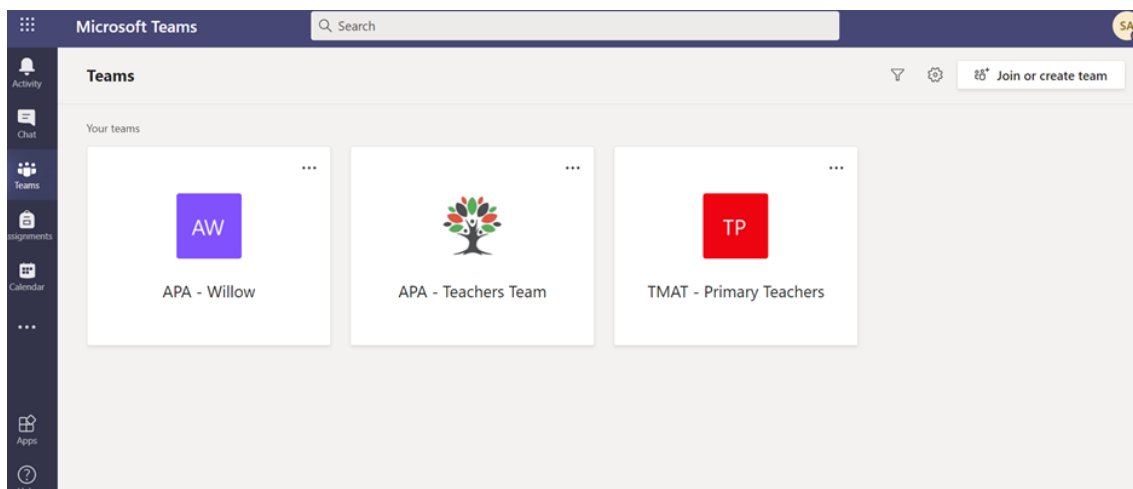 Microsoft Teams
Search
SA
Activity
Chat
Teams
ssignments
Calendar
Apps
Teams
Join or create team
Your teams
AW
APA - Willow
APA - Teachers Team
TP
TMAT - Primary Teachers